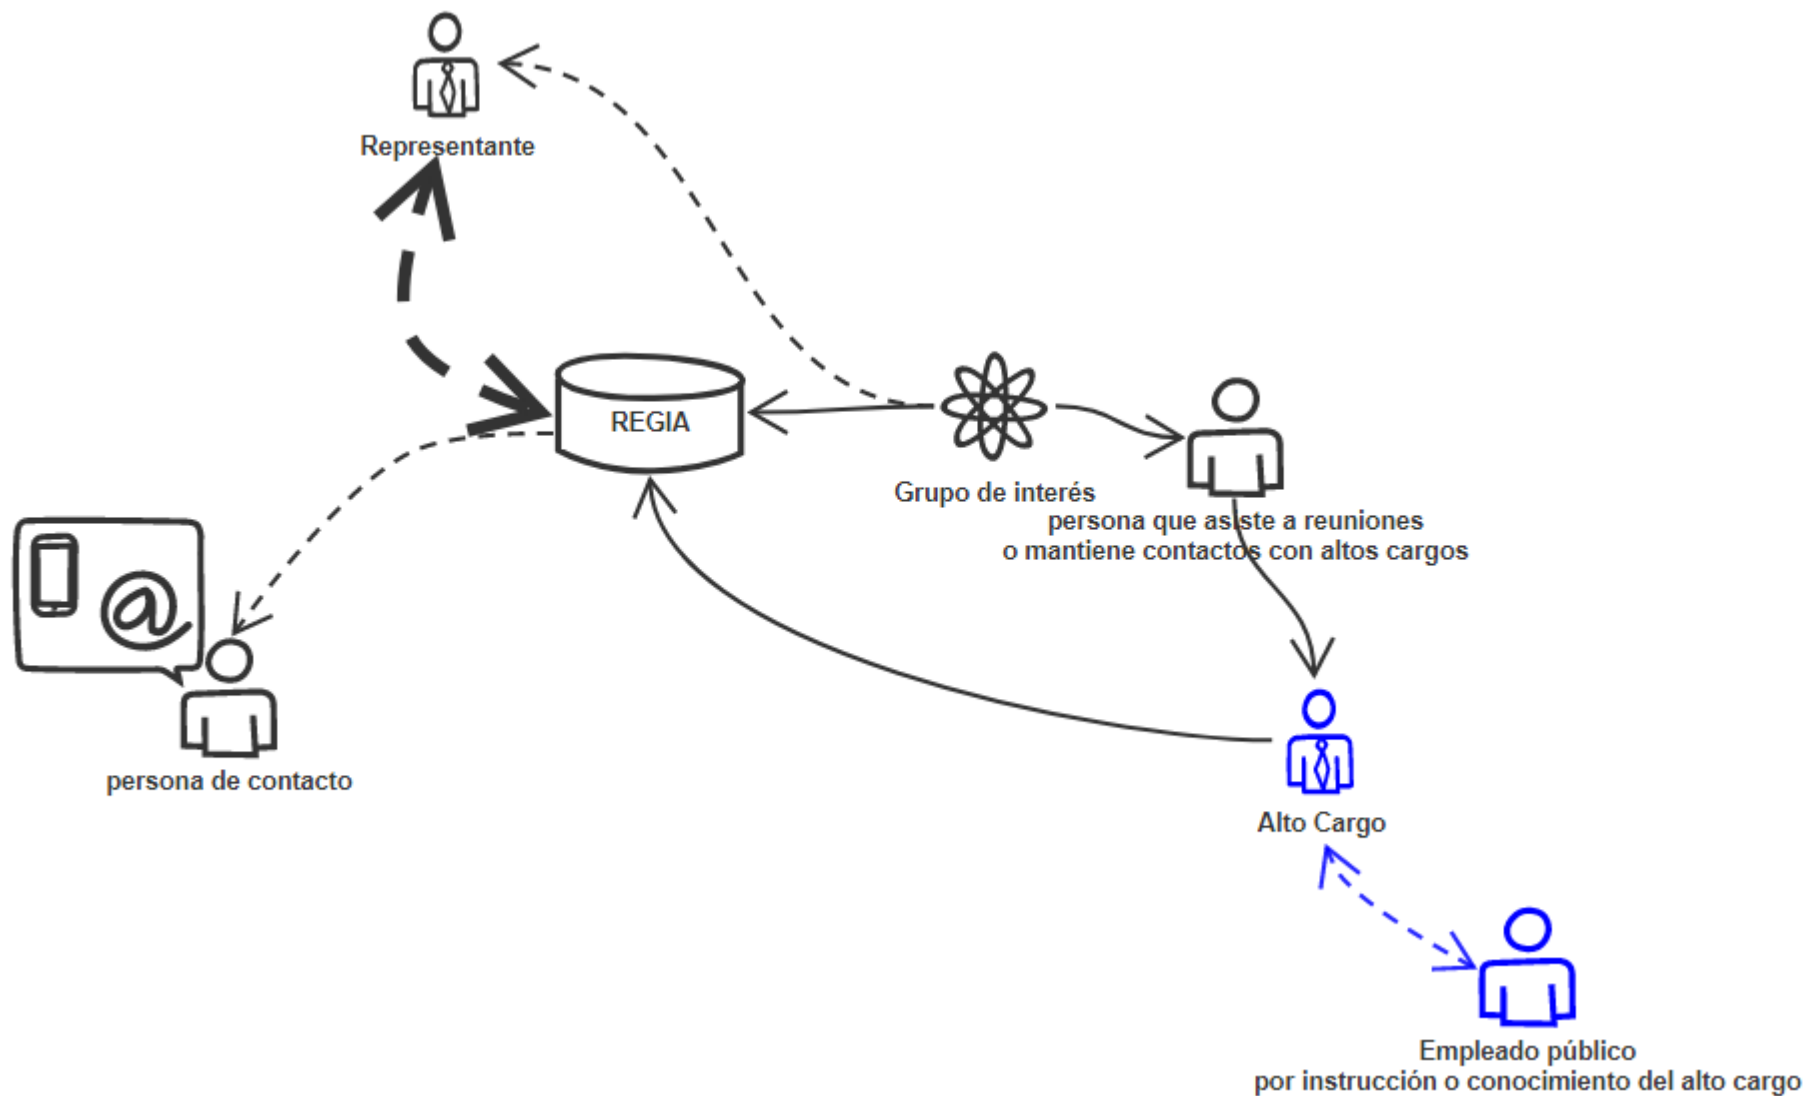 Representante
REGIA
Grupo de interés
persona que asiste a reuniones
o mantiene contactos con altos cargos
@
persona de contacto
Alto Cargo
Empleado público
por instrucción o conocimiento del alto cargo